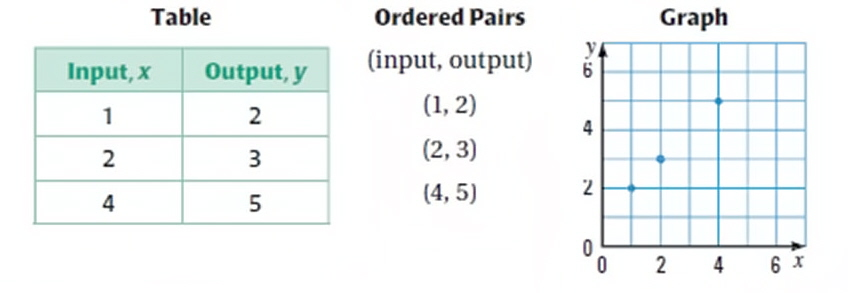 Table
Input, x Output, y
1 2
2 3
4 5
Ordered Pairs
(input, output)
(1, 2)
(2, 3)
(4, 5)
Graph
y
6
4
2
0
0 2 4 6 x